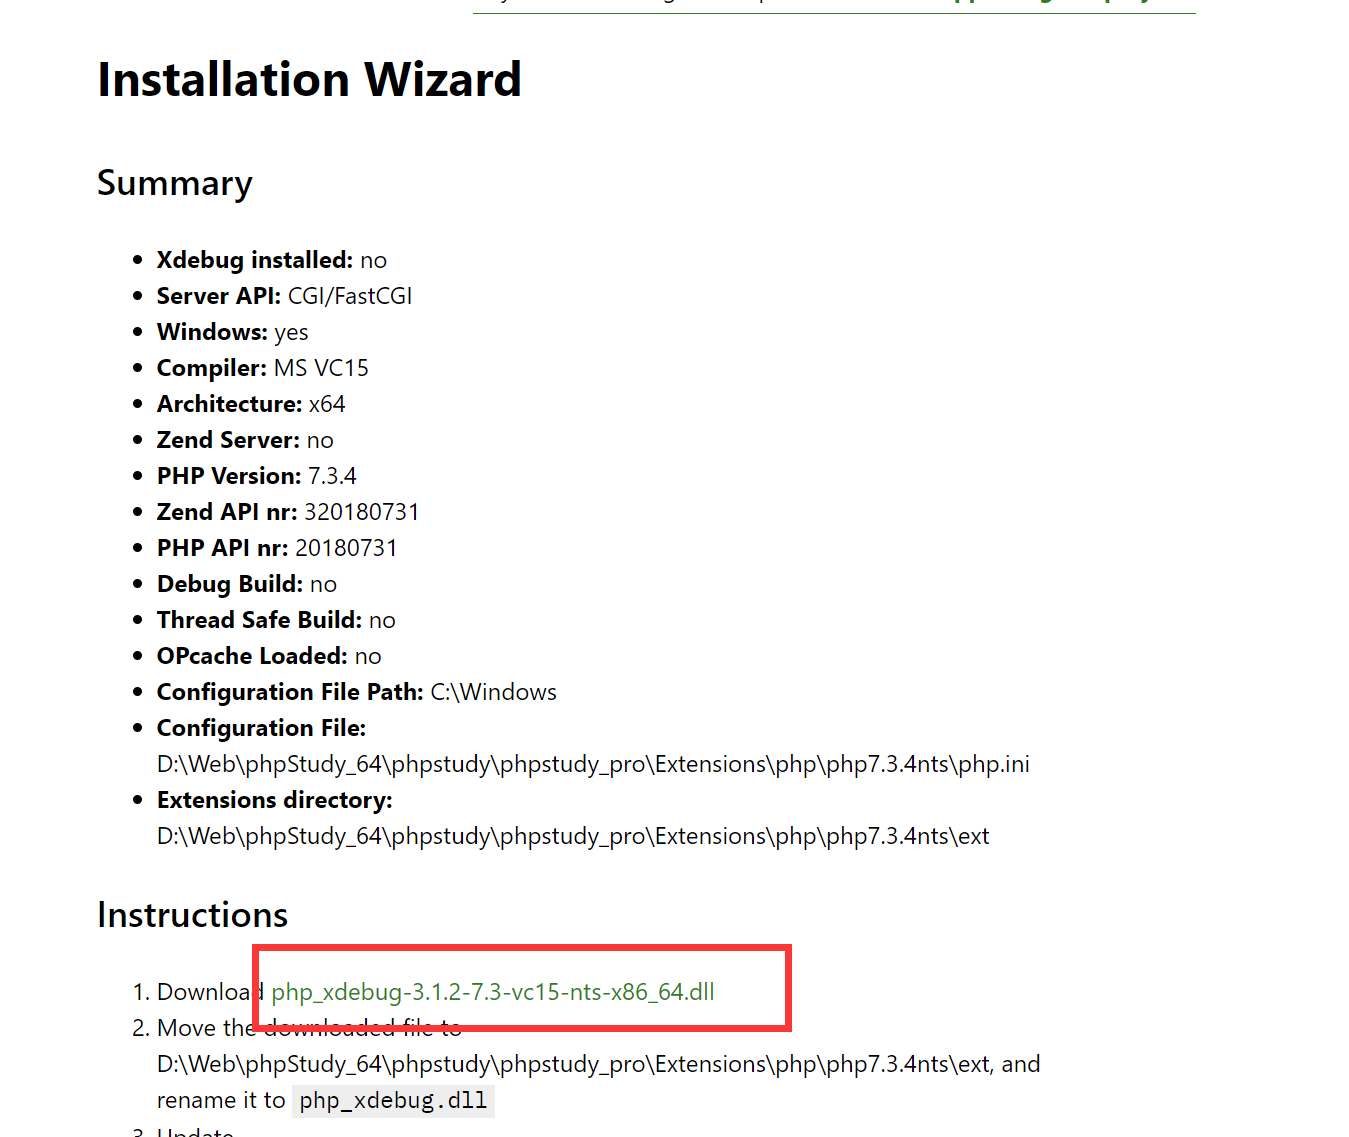 Installation Wizard
Summary
• Xdebug installed: no
• Server API: CGI/FastCGI
• Windows: yes
• Compiler: MS VC15
• Architecture: x64
• Zend Server: no
• PHP Version: 7.3.4
• Zend API nr: 320180731
• PHP API nr: 20180731
• Debug Build: no
• Thread Safe Build: no
• OPcache Loaded: no
• Configuration File Path: C:\Windows
• Configuration File:
D:\Web\phpStudy_64\phpstudy\phpstudy_pro\Extensions\php\php7.3.4nts\php.ini
• Extensions directory:
D:\Web\phpStudy_64\phpstudy\phpstudy_pro\Extensions\php\php7.3.4nts\ext
Instructions
1. Download php_xdebug-3.1.2-7.3-vc15-nts-x86_64.dll
2. Move the downloaded file to
D:\Web\phpStudy_64\phpstudy\phpstudy_pro\Extensions\php\php7.3.4nts\ext, and
rename it to php_xdebug.dll
3. Update